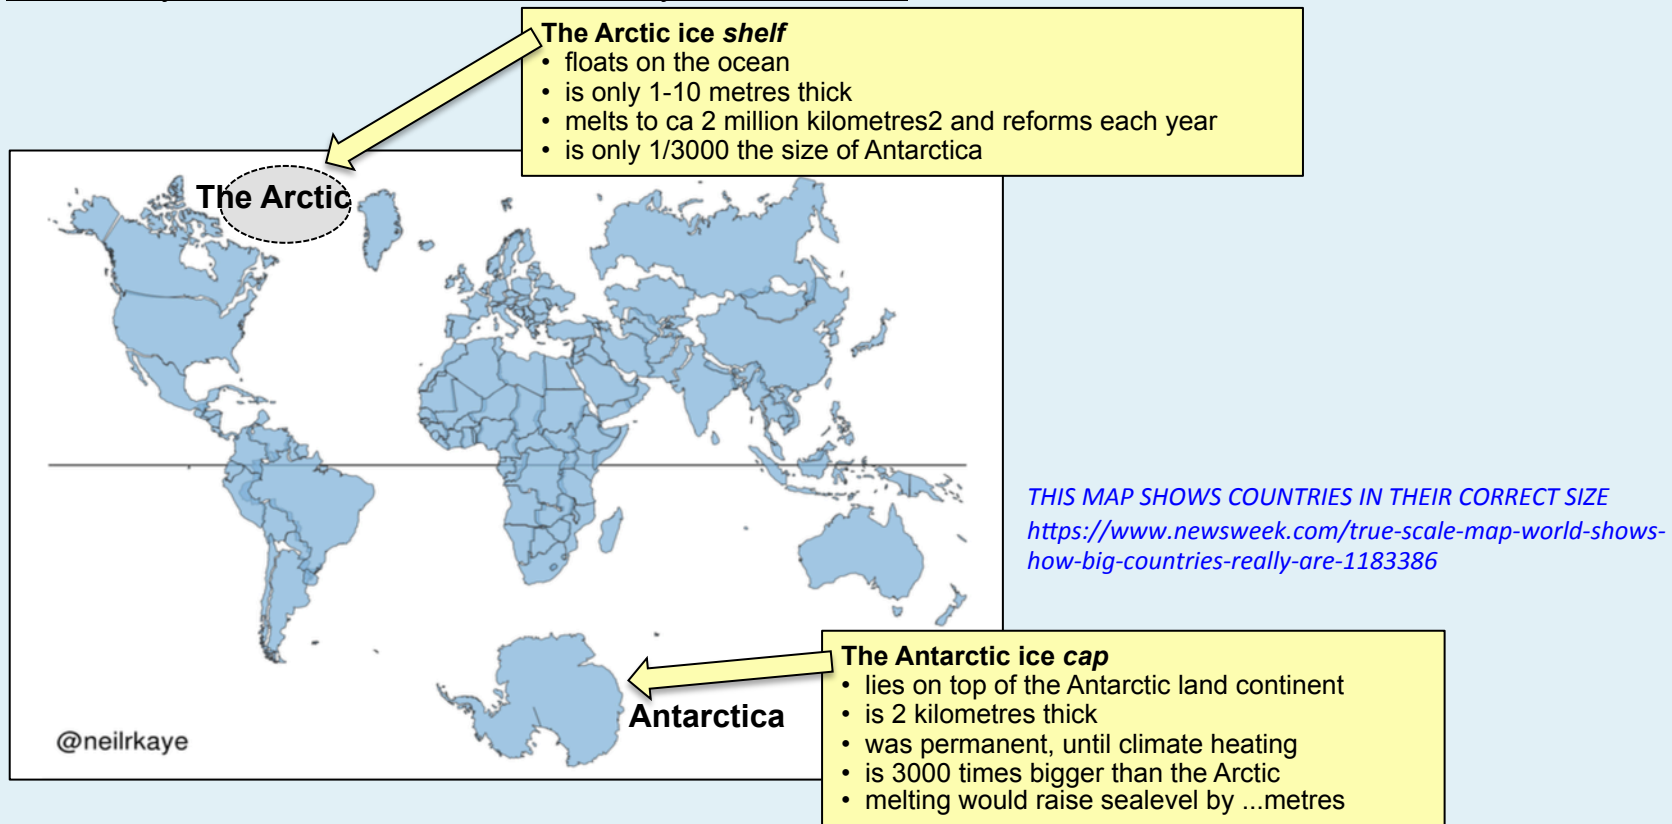 The Arctic ice shelf
• floats on the ocean
• is only 1-10 metres thick
• melts to ca 2 million kilometres2 and reforms each year
• is only 1/3000 the size of Antarctica
The Arctic
THIS MAP SHOWS COUNTRIES IN THEIR CORRECT SIZE
https://www.newsweek.com/true-scale-map-world-shows-
how-big-countries-really-are-1183386
The Antarctic ice cap
• lies on top of the Antarctic land continent
• is 2 kilometres thick
• was permanent, until climate heating
• is 3000 times bigger than the Arctic
• melting would raise sealevel by ...metres
Antarctica
@neilrkaye